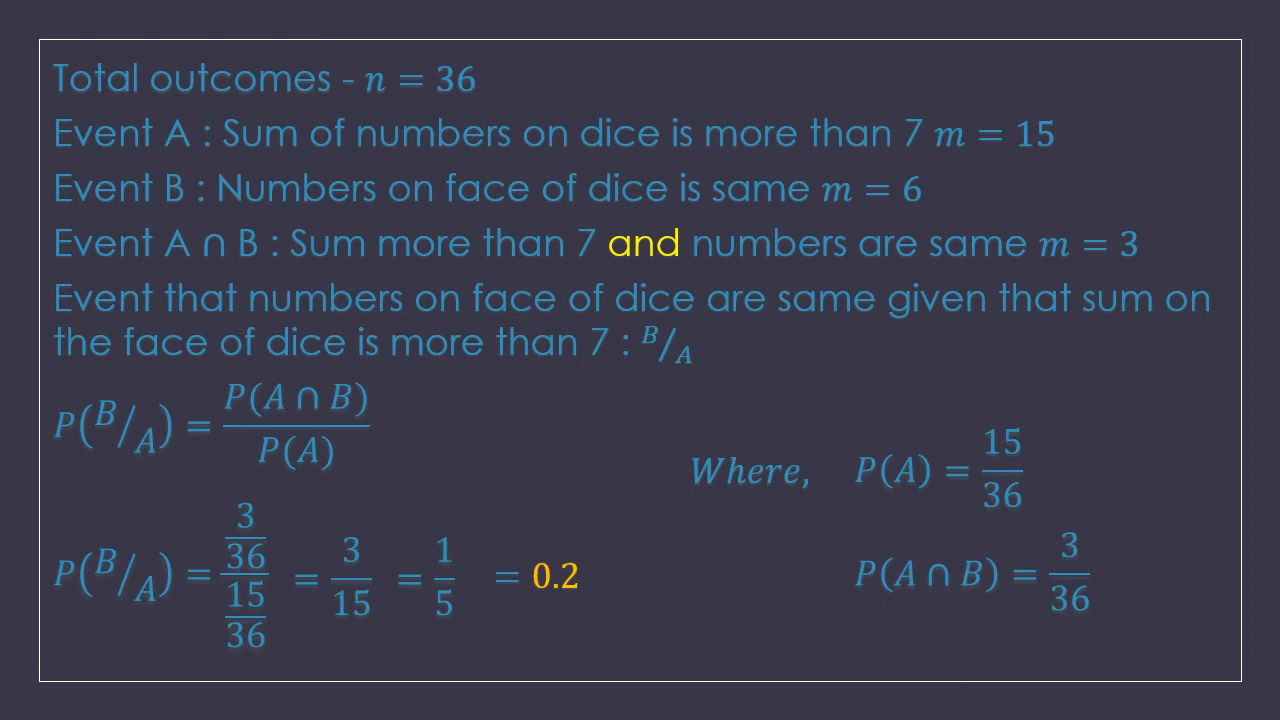 Total outcomes - n = 36
Event A : Sum of numbers on dice is more than 7 m = 15
Event B : Numbers on face of dice is same m = 6
Event A ∩ B : Sum more than 7 and numbers are same m = 3
Event that numbers on face of dice are same given that sum on
the face of dice is more than 7 : B/A
P(B/A) = P(A ∩ B)/P(A)
Where, P(A) = 15/36
P(B/A) = (3/36)/(15/36) = 3/15 = 1/5 = 0.2
P(A ∩ B) = 3/36